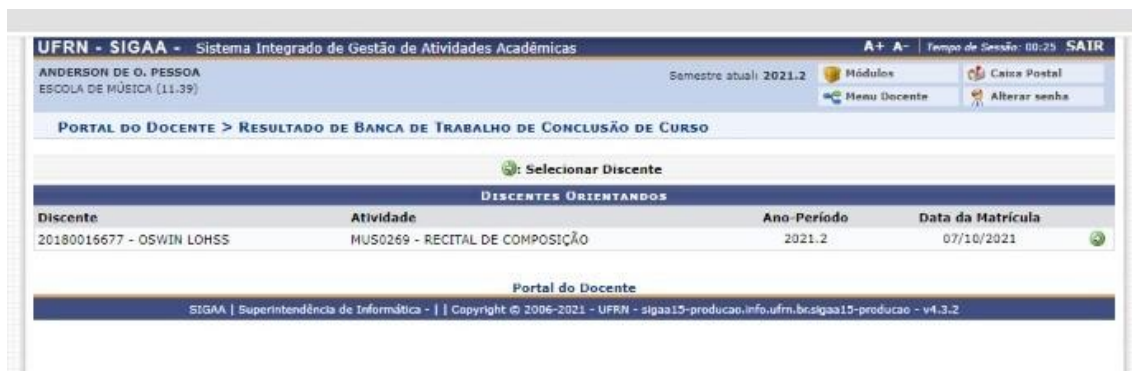 UFRN - SIGAA - Sistema Integrado de Gestão de Atividades Acadêmicas A+ A- Tempo de Sessão: 00:25 SAIR
ANDERSON DE O. PESSOA Semestre atual: 2021.2 Módulos Caixa Postal
ESCOLA DE MÚSICA (11.39) Menu Docente Alterar senha
PORTAL DO DOCENTE > RESULTADO DE BANCA DE TRABALHO DE CONCLUSÃO DE CURSO
: Selecionar Discente
DISCENTES ORIENTANDOS
Discente Atividade Ano-Período Data da Matrícula
20180016677 - OSWIN LOHSS MUS0269 - RECITAL DE COMPOSIÇÃO 2021.2 07/10/2021
Portal do Docente
SIGAA | Superintendência de Informática - | | Copyright © 2006-2021 - UFRN - sigaa15-producao.info.ufrn.br.sigaa15-producao - v4.3.2